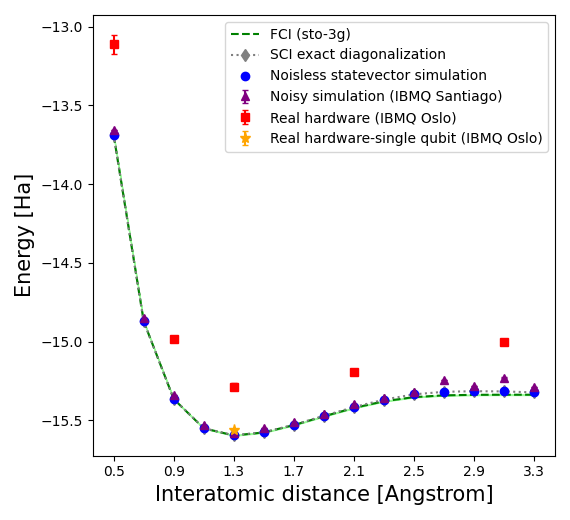 FCI (sto-3g)
SCI exact diagonalization
Noisless statevector simulation
Noisy simulation (IBMQ Santiago)
Real hardware (IBMQ Oslo)
Real hardware-single qubit (IBMQ Oslo)
Energy [Ha]
−13.0
−13.5
−14.0
−14.5
−15.0
−15.5
0.5 0.9 1.3 1.7 2.1 2.5 2.9 3.3
Interatomic distance [Angstrom]